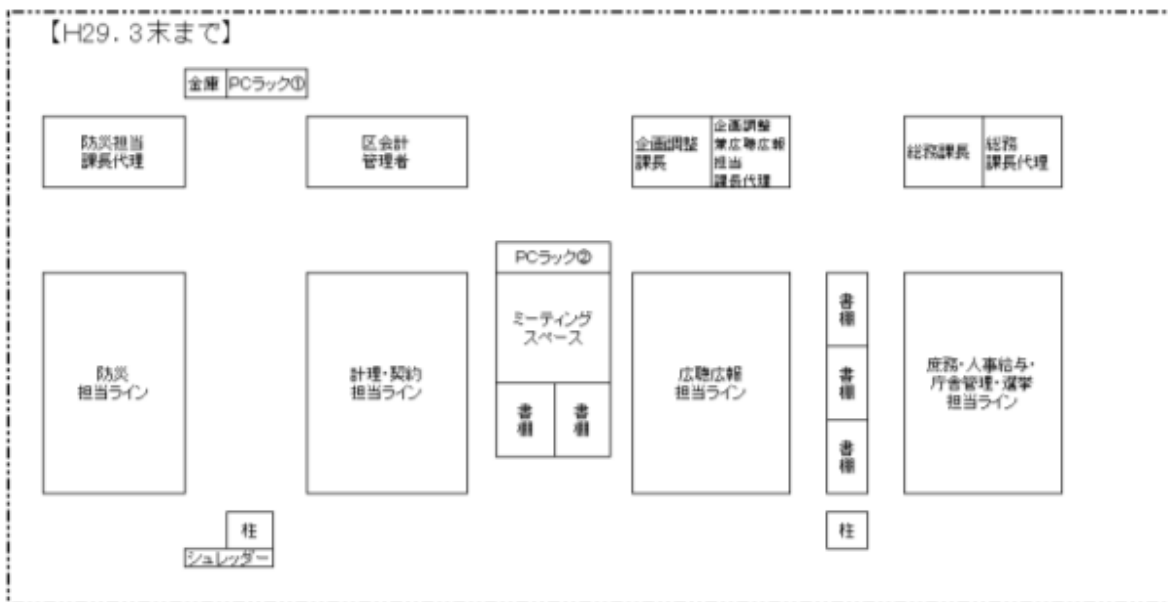 【H29.3末まで】
金庫 PCラック①
防災担当
課長代理
区会計
管理者
企画調整
課長
企画調整
兼広聴広報
担当
課長代理
総務課長
総務
課長代理
PCラック②
ミーティング
スペース
書棚
書棚
防災
担当ライン
計理・契約
担当ライン
広聴広報
担当ライン
書棚
書棚
書棚
庶務・人事給与・
庁舎管理・選挙
担当ライン
柱
シュレッダー
柱